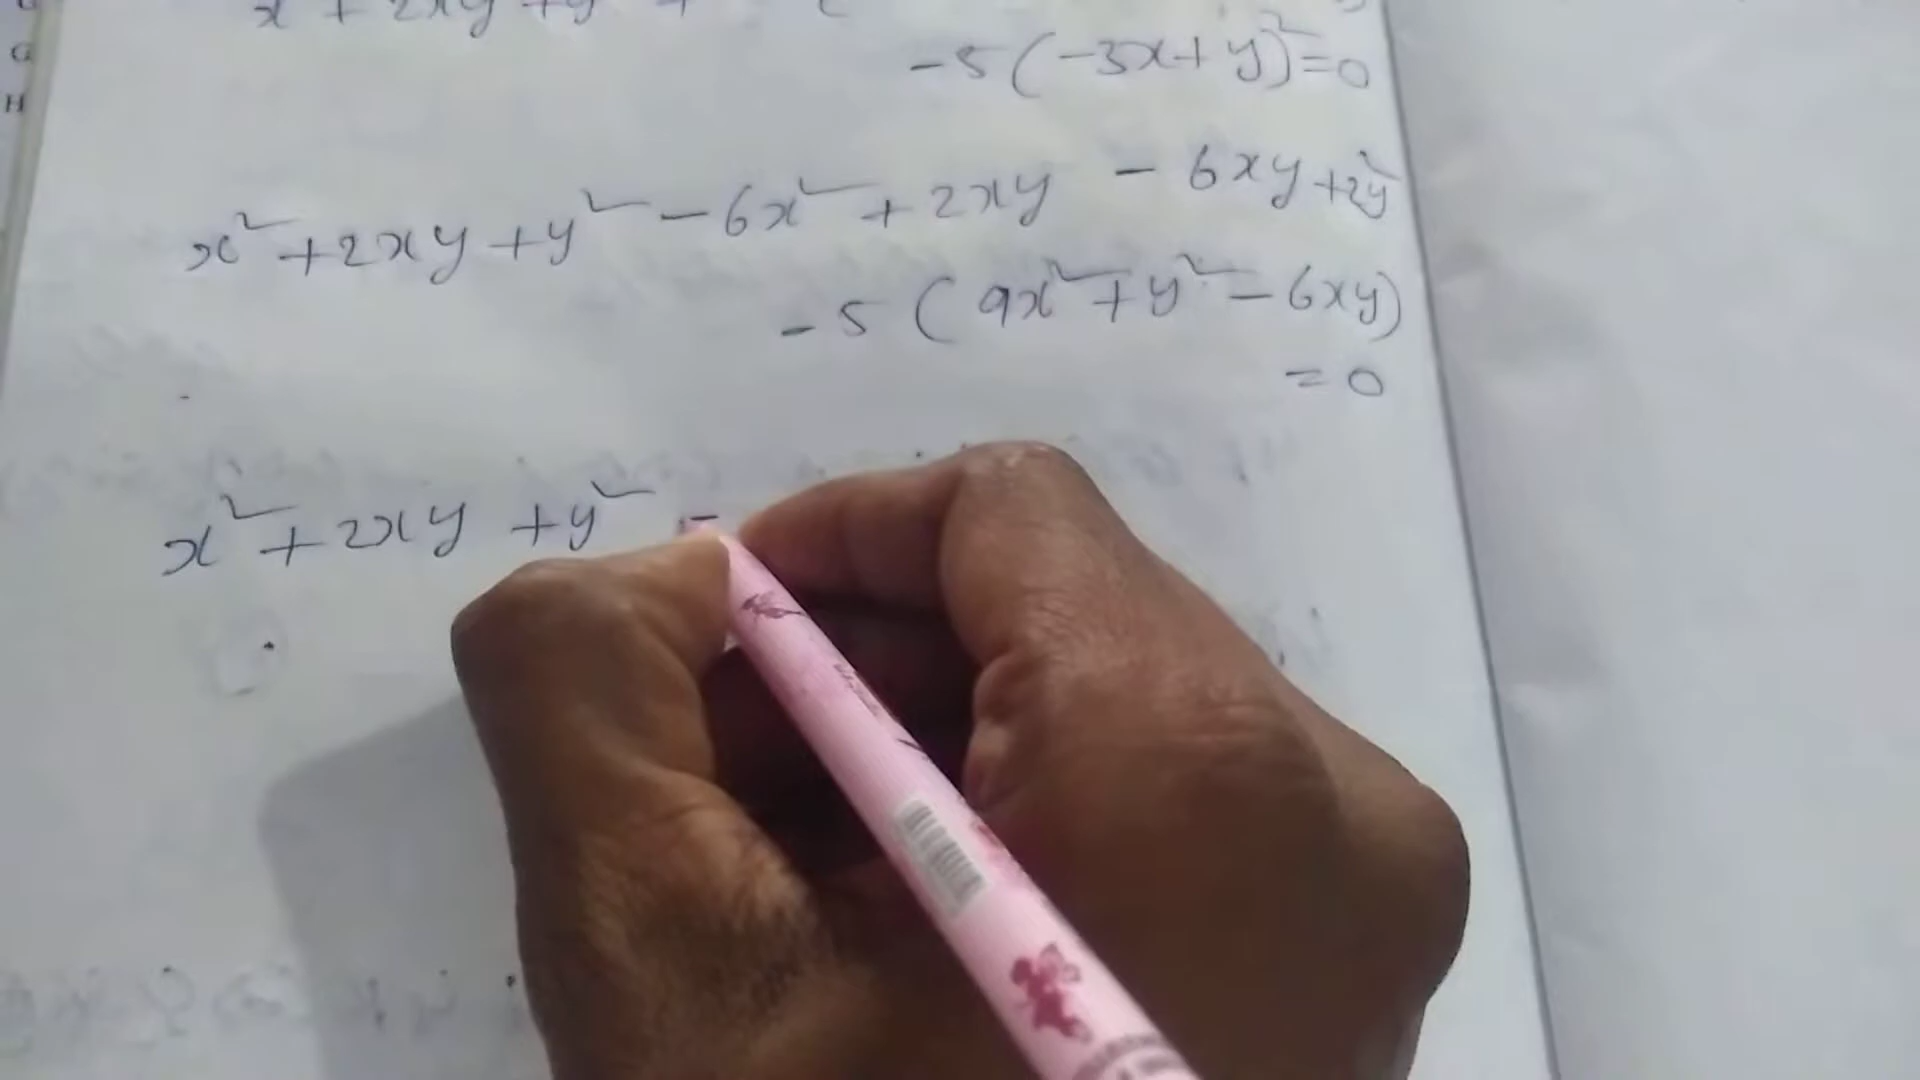 x + 2xy + y +
-5(-3x+y)²=0
x²+2xy+y²-6x²+2xy - 6xy+2y²
-5(9x²+y²-6xy)
=0
x²+2xy+y² -